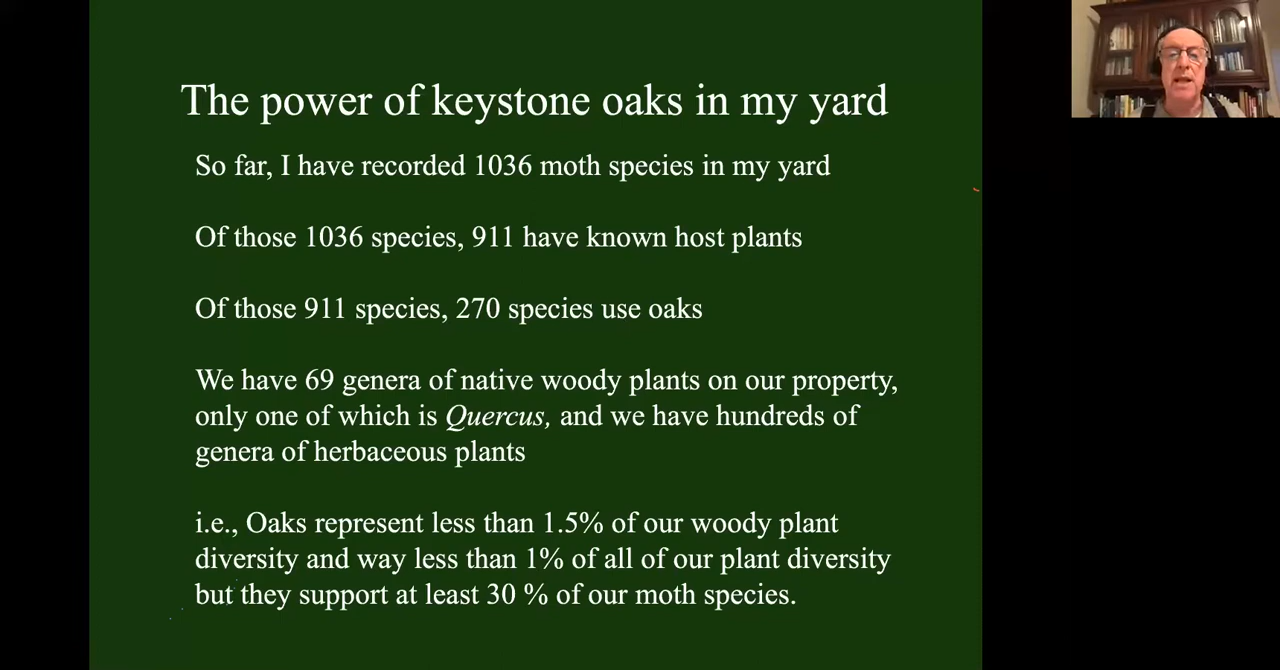 The power of keystone oaks in my yard
So far, I have recorded 1036 moth species in my yard
Of those 1036 species, 911 have known host plants
Of those 911 species, 270 species use oaks
We have 69 genera of native woody plants on our property,
only one of which is Quercus, and we have hundreds of
genera of herbaceous plants
i.e., Oaks represent less than 1.5% of our woody plant
diversity and way less than 1% of all of our plant diversity
but they support at least 30 % of our moth species.